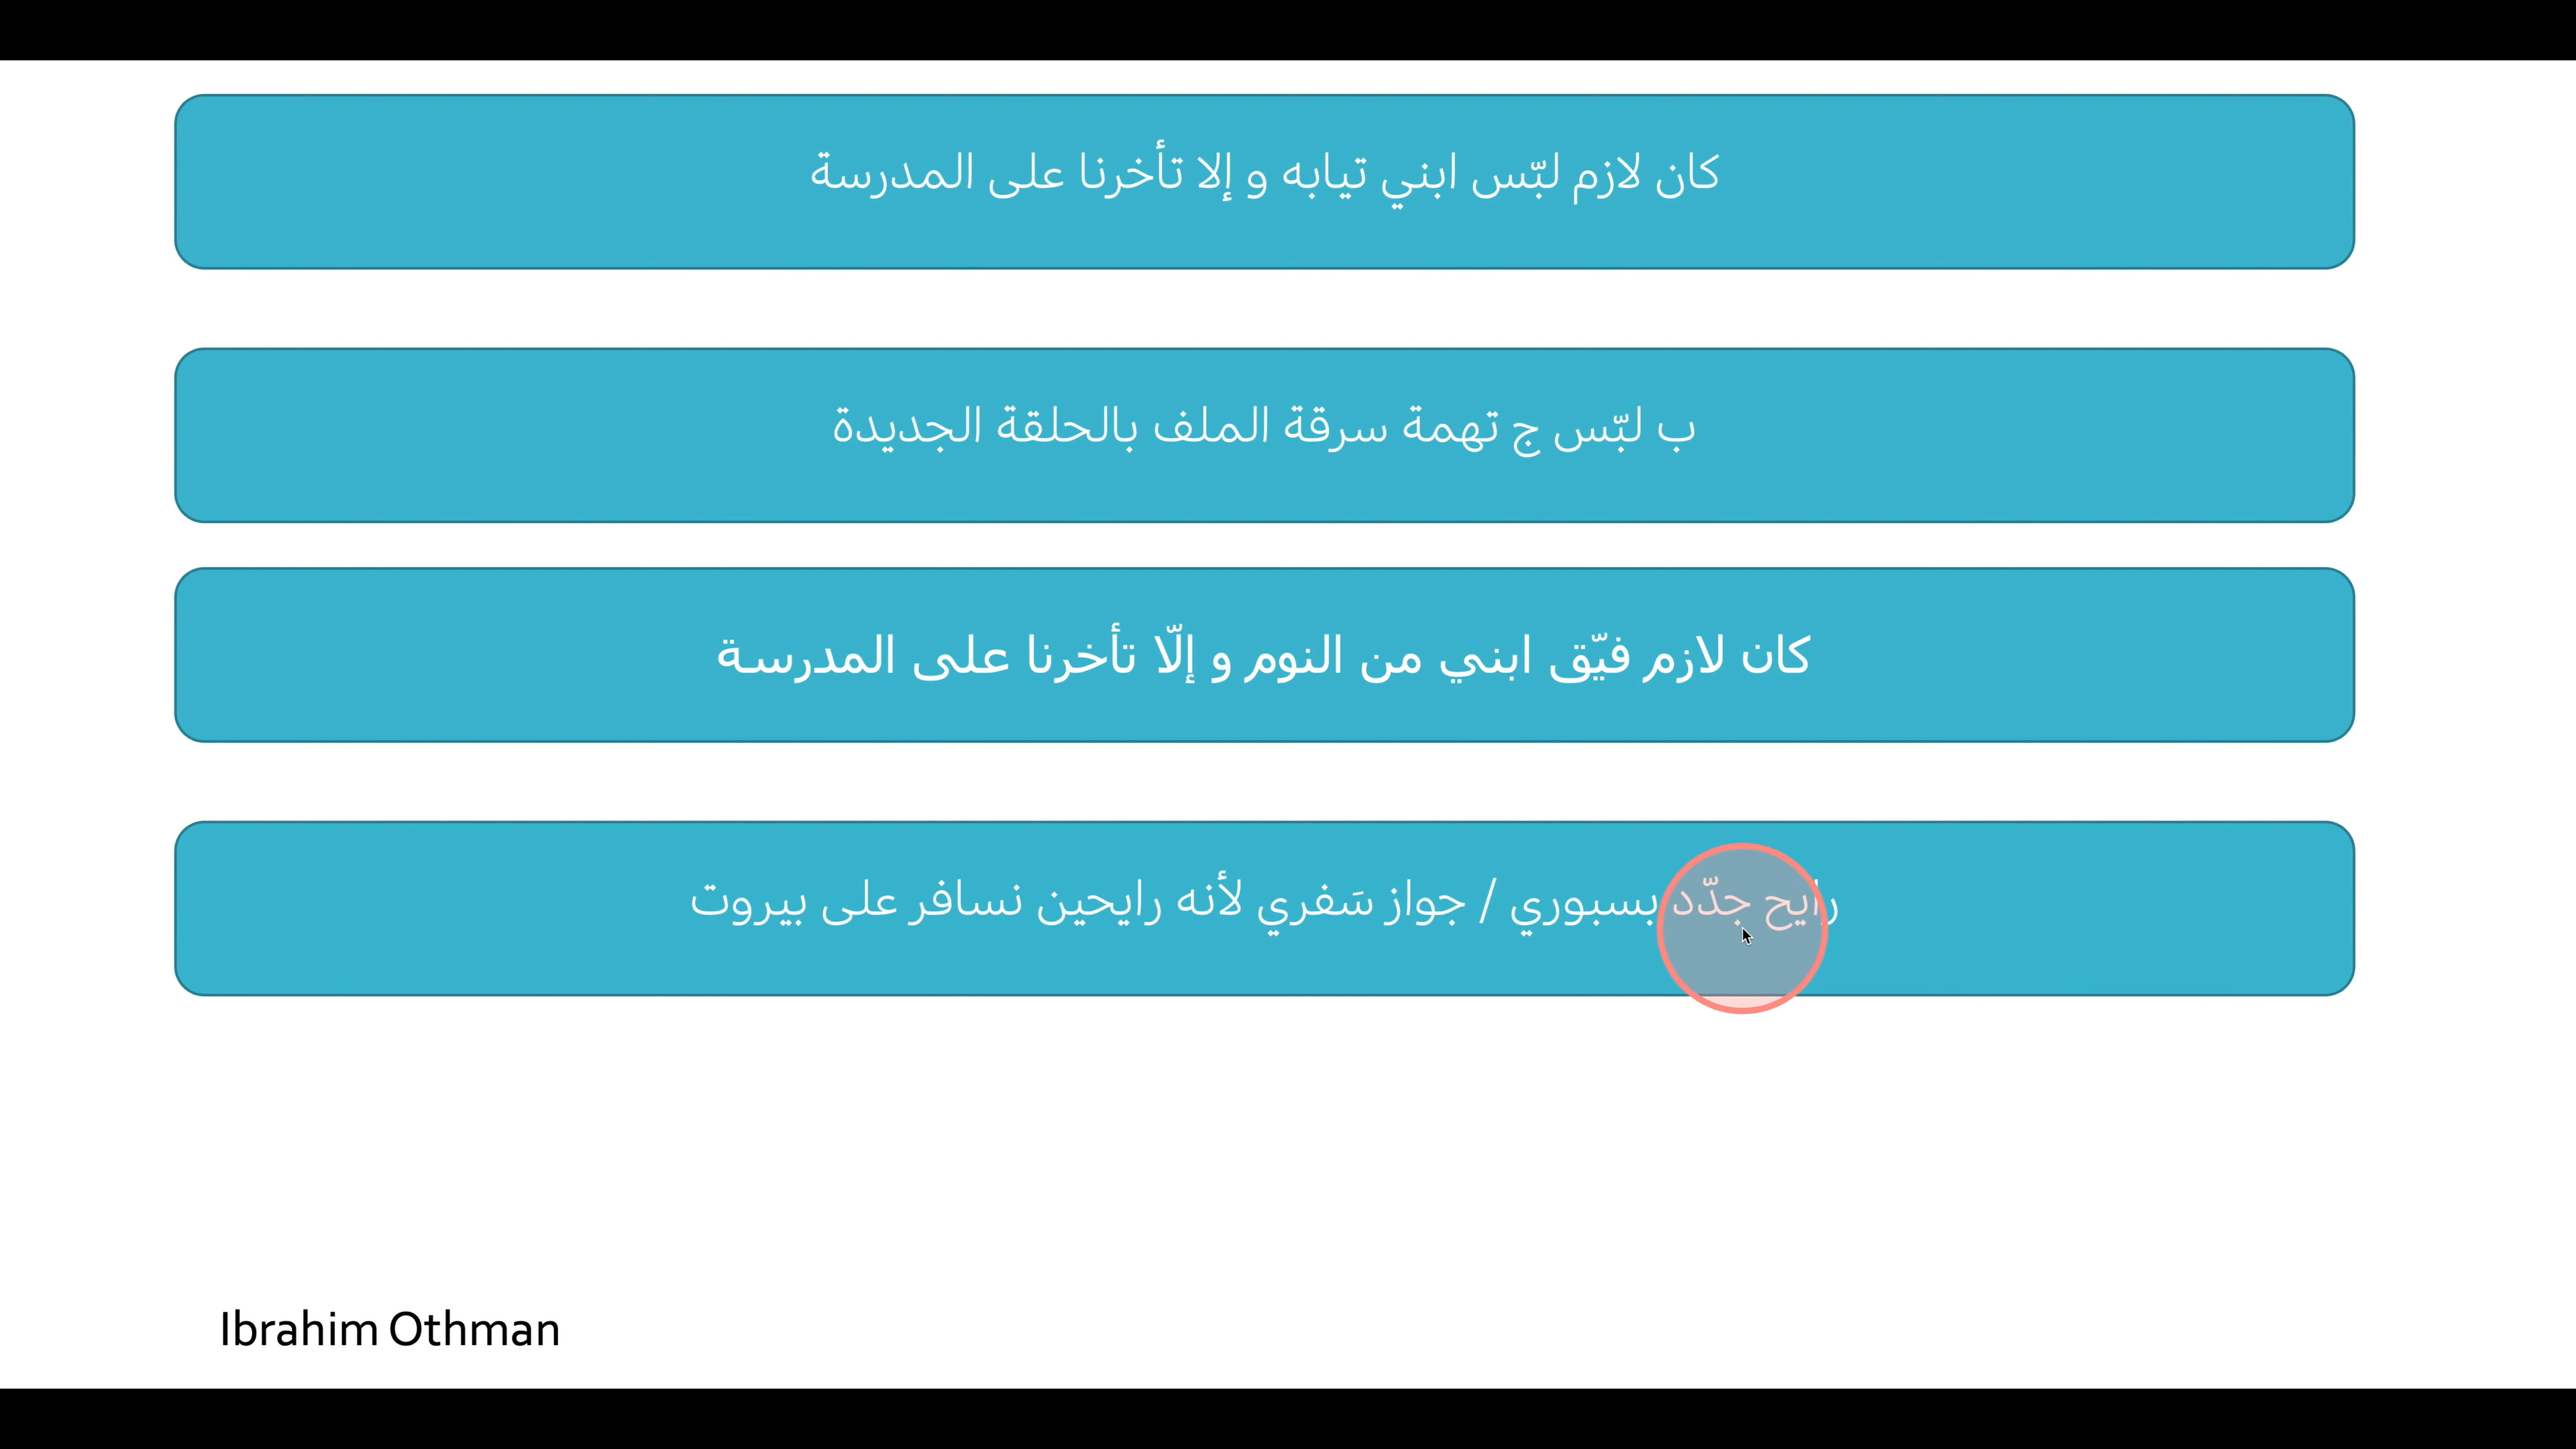 كان لازم لبّس ابني تيابه و إلا تأخرنا على المدرسة
ب لبّس ج تهمة سرقة الملف بالحلقة الجديدة
كان لازم فيّق ابني من النوم و إلّا تأخرنا على المدرسة
رايح جدّد بسبوري / جواز سَفري لأنه رايحين نسافر على بيروت
Ibrahim Othman